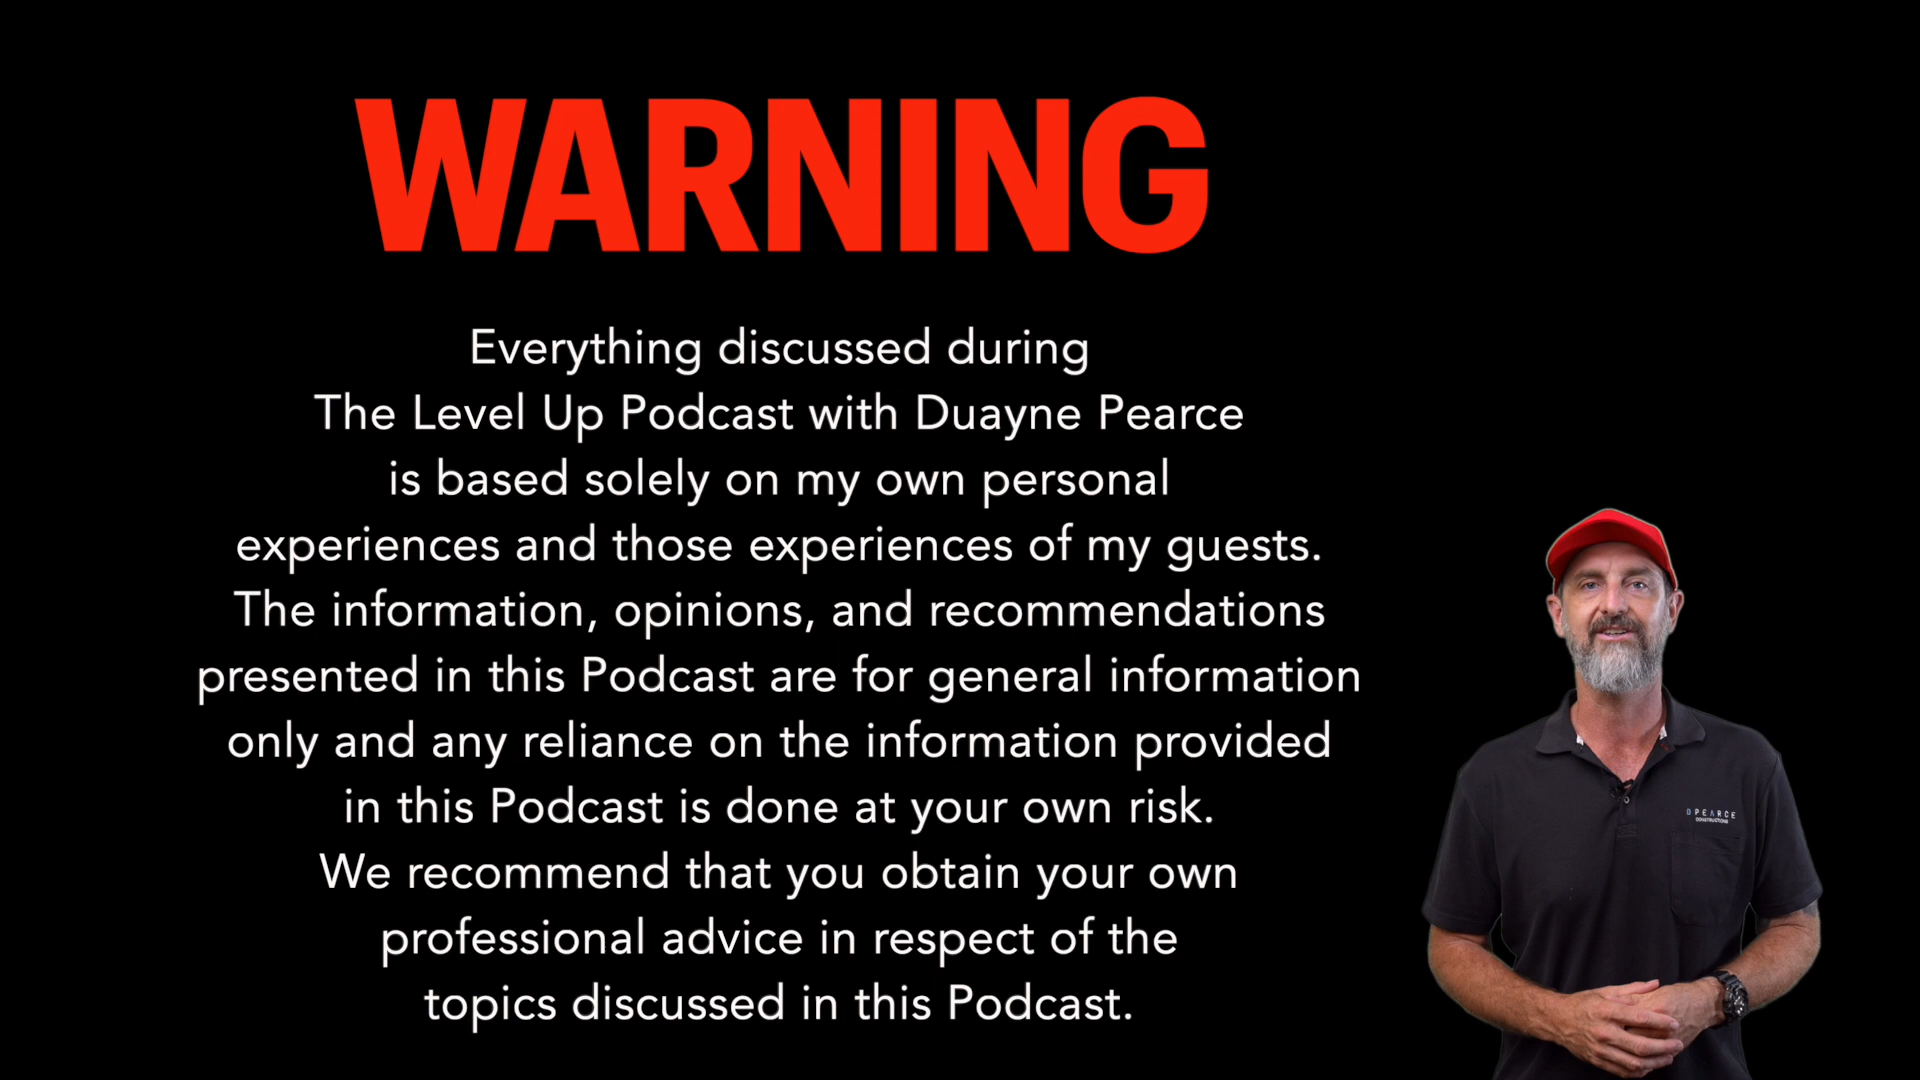 WARNING
Everything discussed during
The Level Up Podcast with Duayne Pearce
is based solely on my own personal
experiences and those experiences of my guests.
The information, opinions, and recommendations
presented in this Podcast are for general information
only and any reliance on the information provided
in this Podcast is done at your own risk.
We recommend that you obtain your own
professional advice in respect of the
topics discussed in this Podcast.
DPEARCE
CONSTRUCTIONS